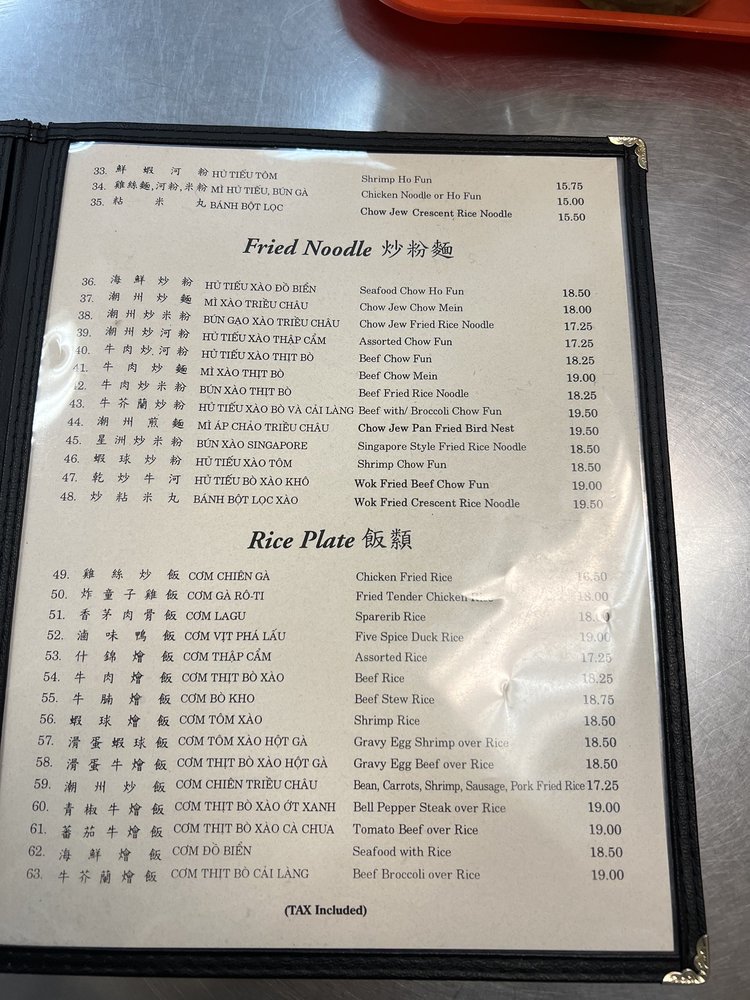 33. 鮮蝦河粉 HỦ TIẾU TÔM Shrimp Ho Fun 15.75
34. 雞絲麵,河粉,米粉 MÌ HỦ TIẾU, BÚN GÀ Chicken Noodle or Ho Fun 15.00
35. 粘米丸 BÁNH BỘT LỌC Chow Jew Crescent Rice Noodle 15.50
Fried Noodle 炒粉麵
36. 海鮮炒粉 HỦ TIẾU XÀO ĐỒ BIỂN Seafood Chow Ho Fun 18.50
37. 潮州炒麵 MÌ XÀO TRIỀU CHÂU Chow Jew Chow Mein 18.00
38. 潮州炒米粉 BÚN GẠO XÀO TRIỀU CHÂU Chow Jew Fried Rice Noodle 17.25
39. 潮州炒河粉 HỦ TIẾU XÀO THẬP CẨM Assorted Chow Fun 17.25
40. 牛肉炒河粉 HỦ TIẾU XÀO THỊT BÒ Beef Chow Fun 18.25
41. 牛肉炒麵 MÌ XÀO THỊT BÒ Beef Chow Mein 19.00
42. 牛肉炒米粉 BÚN XÀO THỊT BÒ Beef Fried Rice Noodle 18.25
43. 牛芥蘭炒粉 HỦ TIẾU XÀO BÒ VÀ CẢI LÀNG Beef with/ Broccoli Chow Fun 19.50
44. 潮州煎麵 MÌ ÁP CHẢO TRIỀU CHÂU Chow Jew Pan Fried Bird Nest 19.50
45. 星洲炒米粉 BÚN XÀO SINGAPORE Singapore Style Fried Rice Noodle 18.50
46. 蝦球炒粉 HỦ TIẾU XÀO TÔM Shrimp Chow Fun 18.50
47. 乾炒牛河 HỦ TIẾU BÒ XÀO KHÔ Wok Fried Beef Chow Fun 19.00
48. 炒粘米丸 BÁNH BỘT LỌC XÀO Wok Fried Crescent Rice Noodle 19.50
Rice Plate 飯類
49. 雞絲炒飯 CƠM CHIÊN GÀ Chicken Fried Rice 16.50
50. 炸童子雞飯 CƠM GÀ RÔ-TI Fried Tender Chicken Rice 18.00
51. 香茅肉骨飯 CƠM LAGU Sparerib Rice 18.00
52. 滷味鴨飯 CƠM VỊT PHÁ LẤU Five Spice Duck Rice 19.00
53. 什錦燴飯 CƠM THẬP CẨM Assorted Rice 17.25
54. 牛肉燴飯 CƠM THỊT BÒ XÀO Beef Rice 18.25
55. 牛腩燴飯 CƠM BÒ KHO Beef Stew Rice 18.75
56. 蝦球燴飯 CƠM TÔM XÀO Shrimp Rice 18.50
57. 滑蛋蝦球飯 CƠM TÔM XÀO HỘT GÀ Gravy Egg Shrimp over Rice 18.50
58. 滑蛋牛燴飯 CƠM THỊT BÒ XÀO HỘT GÀ Gravy Egg Beef over Rice 18.50
59. 潮州炒飯 CƠM CHIÊN TRIỀU CHÂU Bean, Carrots, Shrimp, Sausage, Pork Fried Rice 17.25
60. 青椒牛燴飯 CƠM THỊT BÒ XÀO ỚT XANH Bell Pepper Steak over Rice 19.00
61. 蕃茄牛燴飯 CƠM THỊT BÒ XÀO CÀ CHUA Tomato Beef over Rice 19.00
62. 海鮮燴飯 CƠM ĐỒ BIỂN Seafood with Rice 18.50
63. 牛芥蘭燴飯 CƠM THỊT BÒ CẢI LÀNG Beef Broccoli over Rice 19.00
(TAX Included)